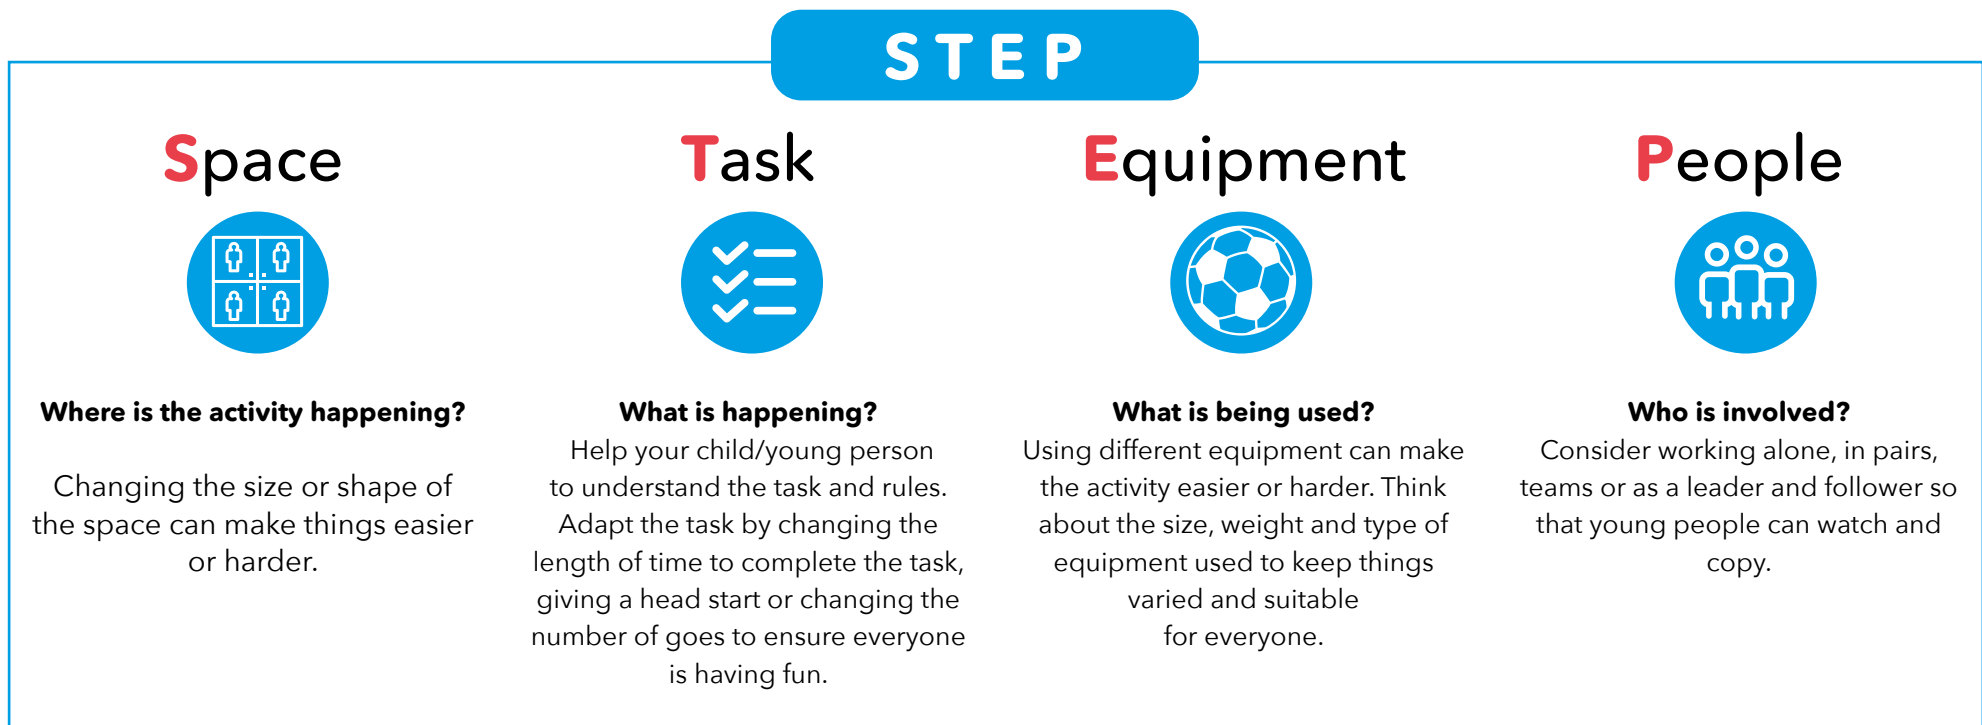 STEP
Space
Where is the activity happening?
Changing the size or shape of
the space can make things easier
or harder.
Task
What is happening?
Help your child/young person
to understand the task and rules.
Adapt the task by changing the
length of time to complete the task,
giving a head start or changing the
number of goes to ensure everyone
is having fun.
Equipment
What is being used?
Using different equipment can make
the activity easier or harder. Think
about the size, weight and type of
equipment used to keep things
varied and suitable
for everyone.
People
Who is involved?
Consider working alone, in pairs,
teams or as a leader and follower so
that young people can watch and
copy.